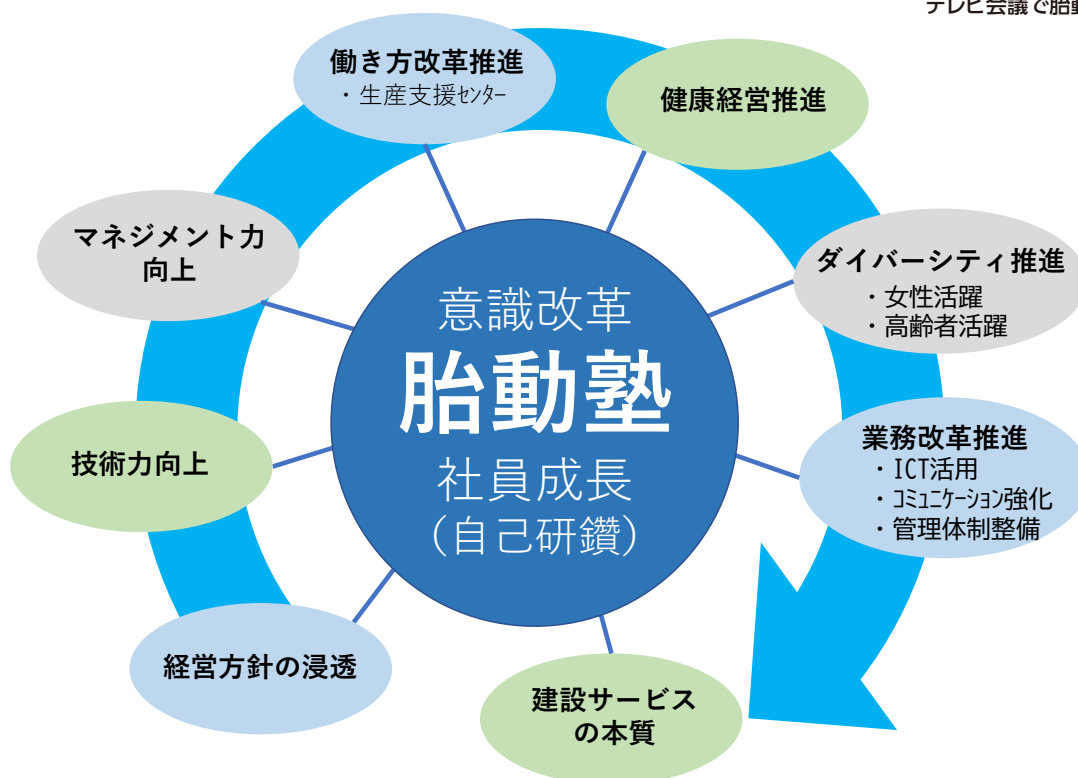 テレビ会議で胎動
働き方改革推進
・生産支援ｾﾝﾀｰ
健康経営推進
マネジメント力
向上
ダイバーシティ推進
・女性活躍
・高齢者活躍
意識改革
胎動塾
社員成長
（自己研鑽）
技術力向上
業務改革推進
・ICT活用
・ｺﾐｭﾆｹｰｼｮﾝ強化
・管理体制整備
経営方針の浸透
建設サービス
の本質